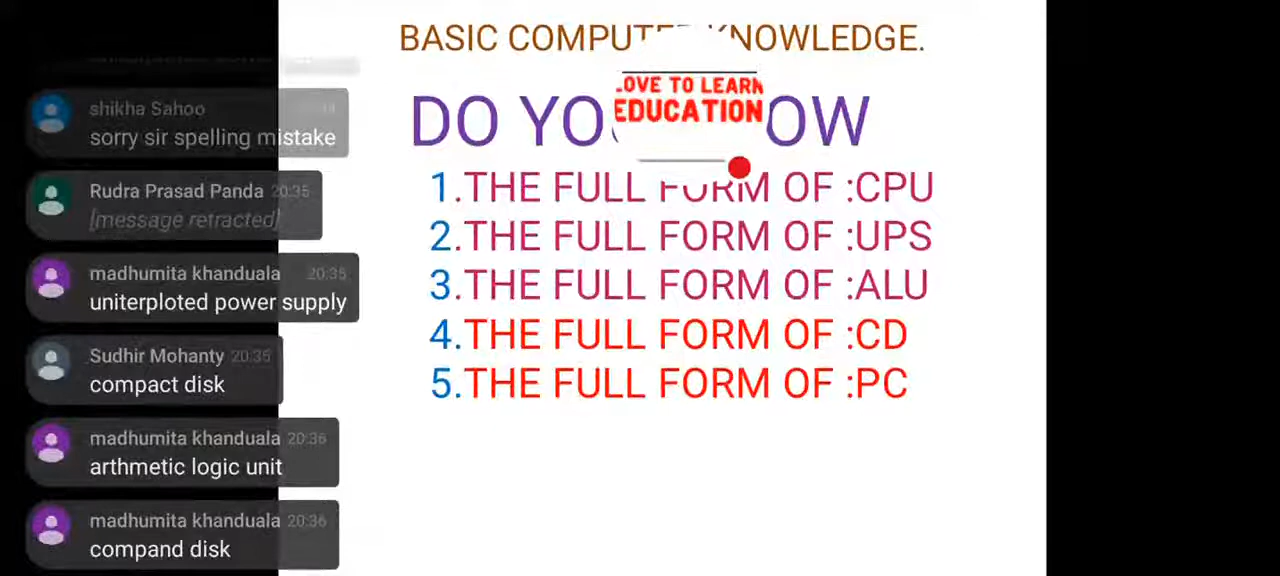 BASIC COMPUTER KNOWLEDGE.
LOVE TO LEARN
EDUCATION
DO YO OW
1.THE FULL FORM OF :CPU
2.THE FULL FORM OF :UPS
3.THE FULL FORM OF :ALU
4.THE FULL FORM OF :CD
5.THE FULL FORM OF :PC
shikha Sahoo
sorry sir spelling mistake
Rudra Prasad Panda 20:35
[message retracted]
madhumita khanduala 20:35
uniterploted power supply
Sudhir Mohanty 20:35
compact disk
madhumita khanduala 20:36
arthmetic logic unit
madhumita khanduala 20:36
compand disk